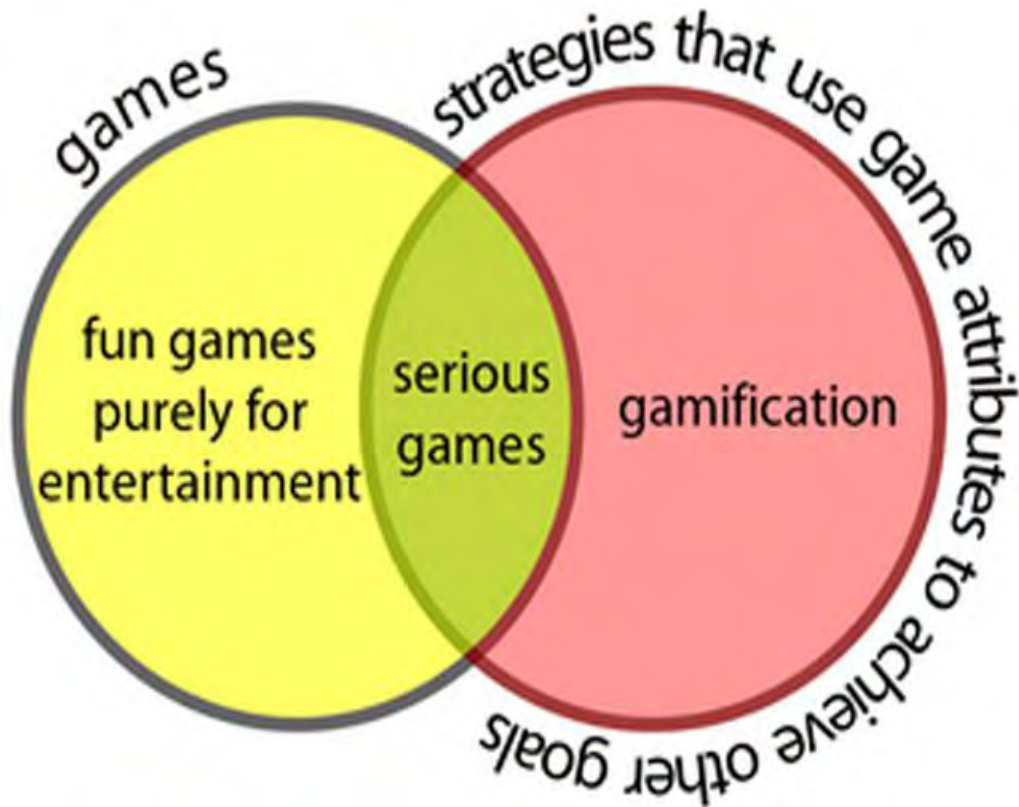 games
strategies that use game attributes to achieve other goals
fun games
purely for
entertainment
serious
games
gamification